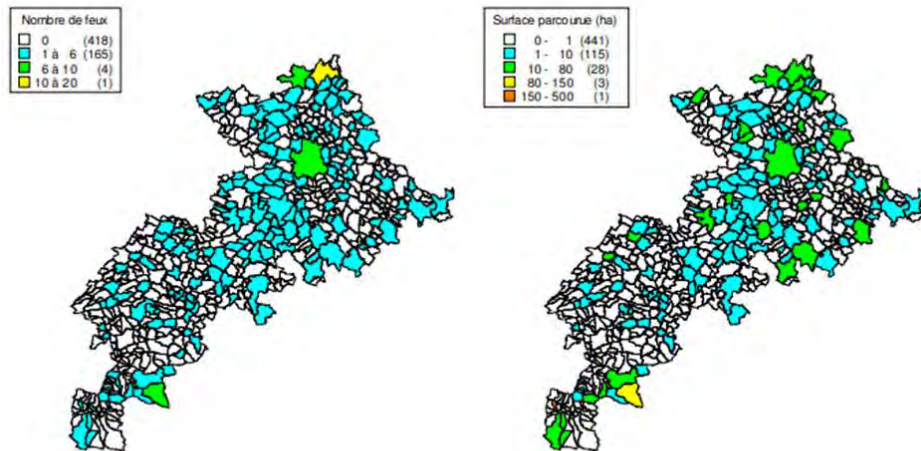 Nombre de feux
0 (418)
1 à 6 (165)
6 à 10 (4)
10 à 20 (1)
Surface parcourue (ha)
0 - 1 (441)
1 - 10 (115)
10 - 80 (28)
80 - 150 (3)
150 - 500 (1)